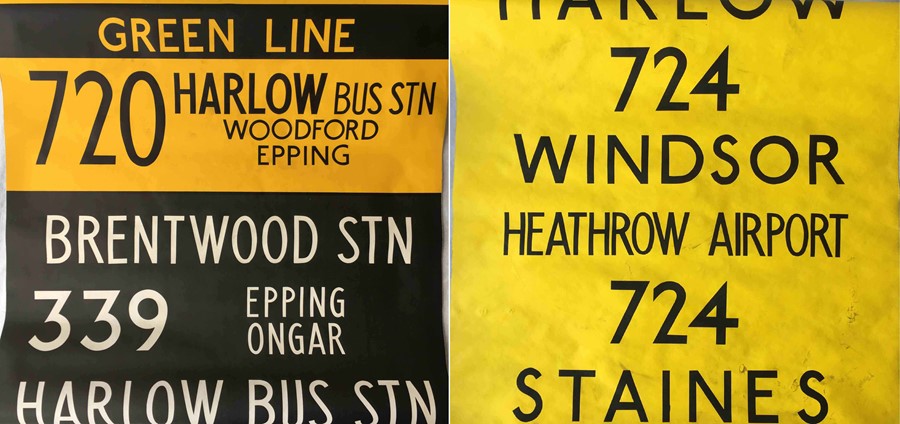 GREEN LINE
720 HARLOW BUS STN
WOODFORD
EPPING
BRENTWOOD STN
339 EPPING
ONGAR
HARLOW BUS STN
HARLOW
724
WINDSOR
HEATHROW AIRPORT
724
STAINES